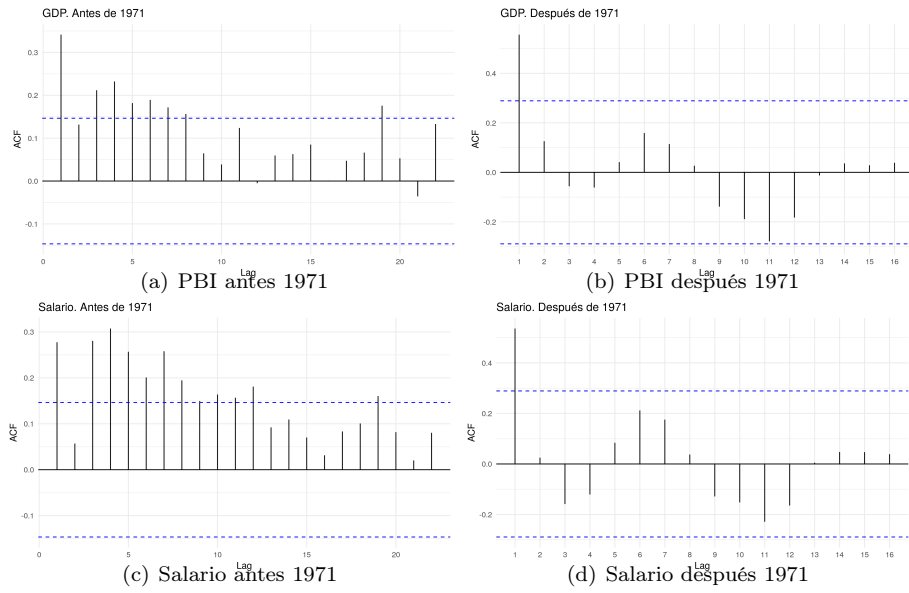 GDP. Antes de 1971
ACF
0.3
0.2
0.1
0.0
-0.1
0 5 10 15 20
Lag
(a) PBI antes 1971
GDP. Después de 1971
ACF
0.4
0.2
0.0
-0.2
1 2 3 4 5 6 7 8 9 10 11 12 13 14 15 16
Lag
(b) PBI después 1971
Salario. Antes de 1971
ACF
0.3
0.2
0.1
0.0
-0.1
0 5 10 15 20
Lag
(c) Salario antes 1971
Salario. Después de 1971
ACF
0.4
0.2
0.0
-0.2
1 2 3 4 5 6 7 8 9 10 11 12 13 14 15 16
Lag
(d) Salario después 1971